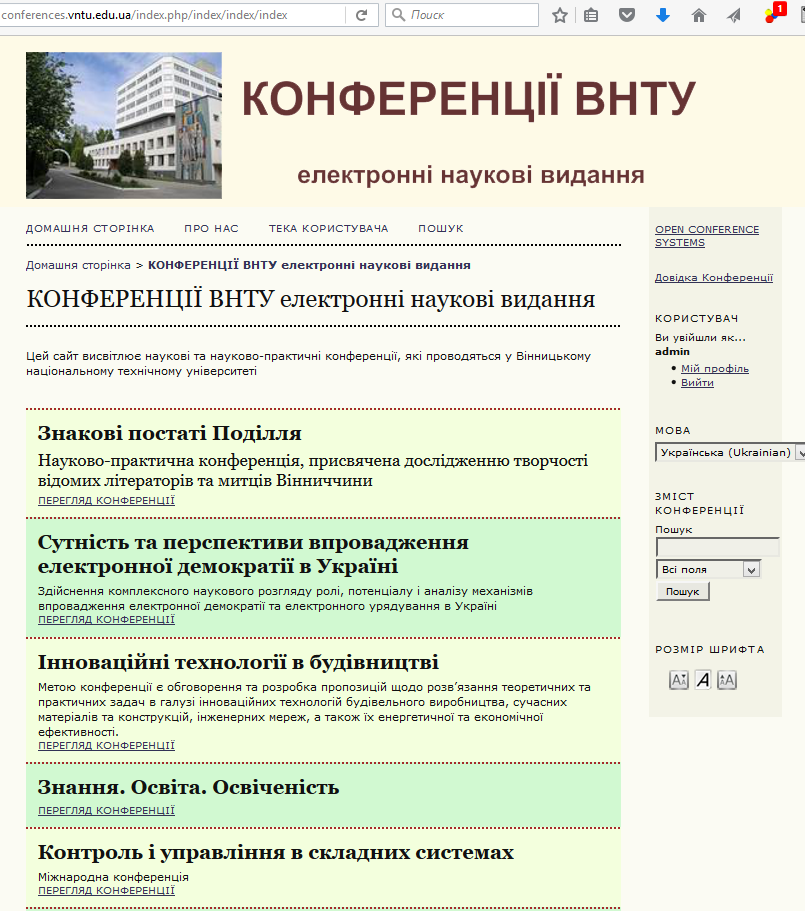 conferences.vntu.edu.ua/index.php/index/index/index
Поиск
1
КОНФЕРЕНЦІЇ ВНТУ
електронні наукові видання
ДОМАШНЯ СТОРІНКА ПРО НАС ТЕКА КОРИСТУВАЧА ПОШУК
Домашня сторінка > КОНФЕРЕНЦІЇ ВНТУ електронні наукові видання
КОНФЕРЕНЦІЇ ВНТУ електронні наукові видання
Цей сайт висвітлює наукові та науково-практичні конференції, які проводяться у Вінницькому
національному технічному університеті
Знакові постаті Поділля
Науково-практична конференція, присвячена дослідженню творчості
відомих літераторів та митців Вінниччини
ПЕРЕГЛЯД КОНФЕРЕНЦІЇ
Сутність та перспективи впровадження
електронної демократії в Україні
Здійснення комплексного наукового розгляду ролі, потенціалу і аналізу механізмів
впровадження електронної демократії та електронного урядування в Україні
ПЕРЕГЛЯД КОНФЕРЕНЦІЇ
Інноваційні технології в будівництві
Метою конференції є обговорення та розробка пропозицій щодо розв’язання теоретичних та
практичних задач в галузі інноваційних технологій будівельного виробництва, сучасних
матеріалів та конструкцій, інженерних мереж, а також їх енергетичної та економічної
ефективності.
ПЕРЕГЛЯД КОНФЕРЕНЦІЇ
Знання. Освіта. Освіченість
ПЕРЕГЛЯД КОНФЕРЕНЦІЇ
Контроль і управління в складних системах
Міжнародна конференція
ПЕРЕГЛЯД КОНФЕРЕНЦІЇ
OPEN CONFERENCE
SYSTEMS
Довідка Конференції
КОРИСТУВАЧ
Ви увійшли як...
admin
Мій профіль
Вийти
МОВА
Українська (Ukrainian)
ЗМІСТ
КОНФЕРЕНЦІЇ
Пошук
Всі поля
Пошук
РОЗМІР ШРИФТА
AA A AA